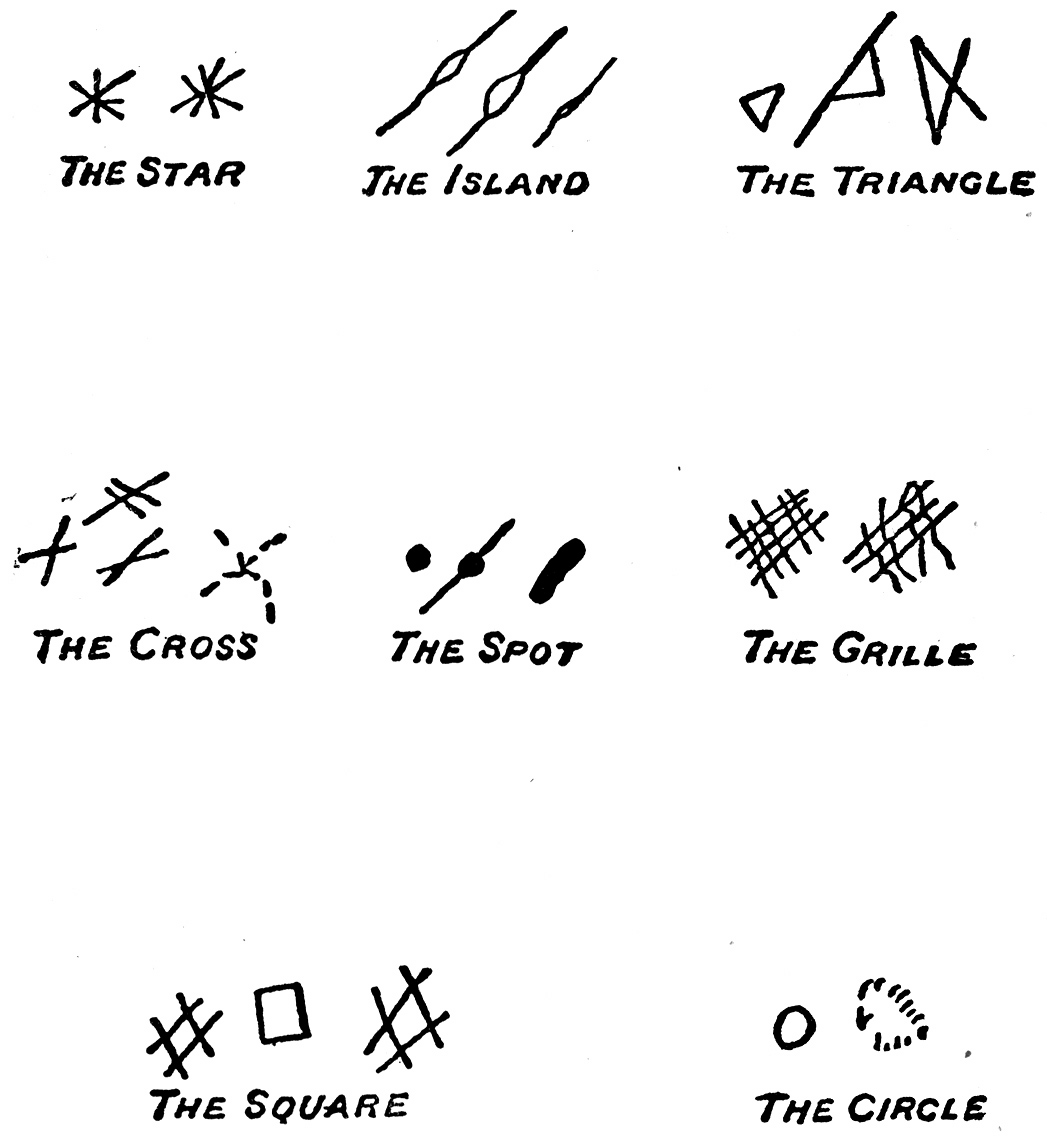 THE STAR
THE ISLAND
THE TRIANGLE
THE CROSS
THE SPOT
THE GRILLE
THE SQUARE
THE CIRCLE